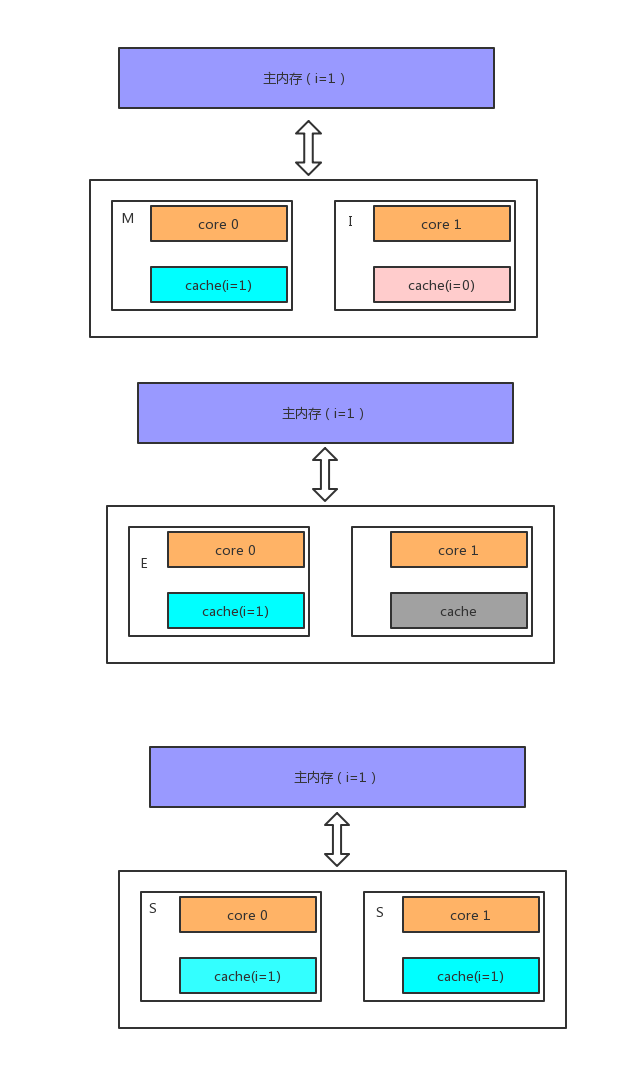 主内存（i=1）
M
core 0
I
core 1
cache(i=1)
cache(i=0)
主内存（i=1）
core 0
core 1
E
cache(i=1)
cache
主内存（i=1）
S
core 0
S
core 1
cache(i=1)
cache(i=1)